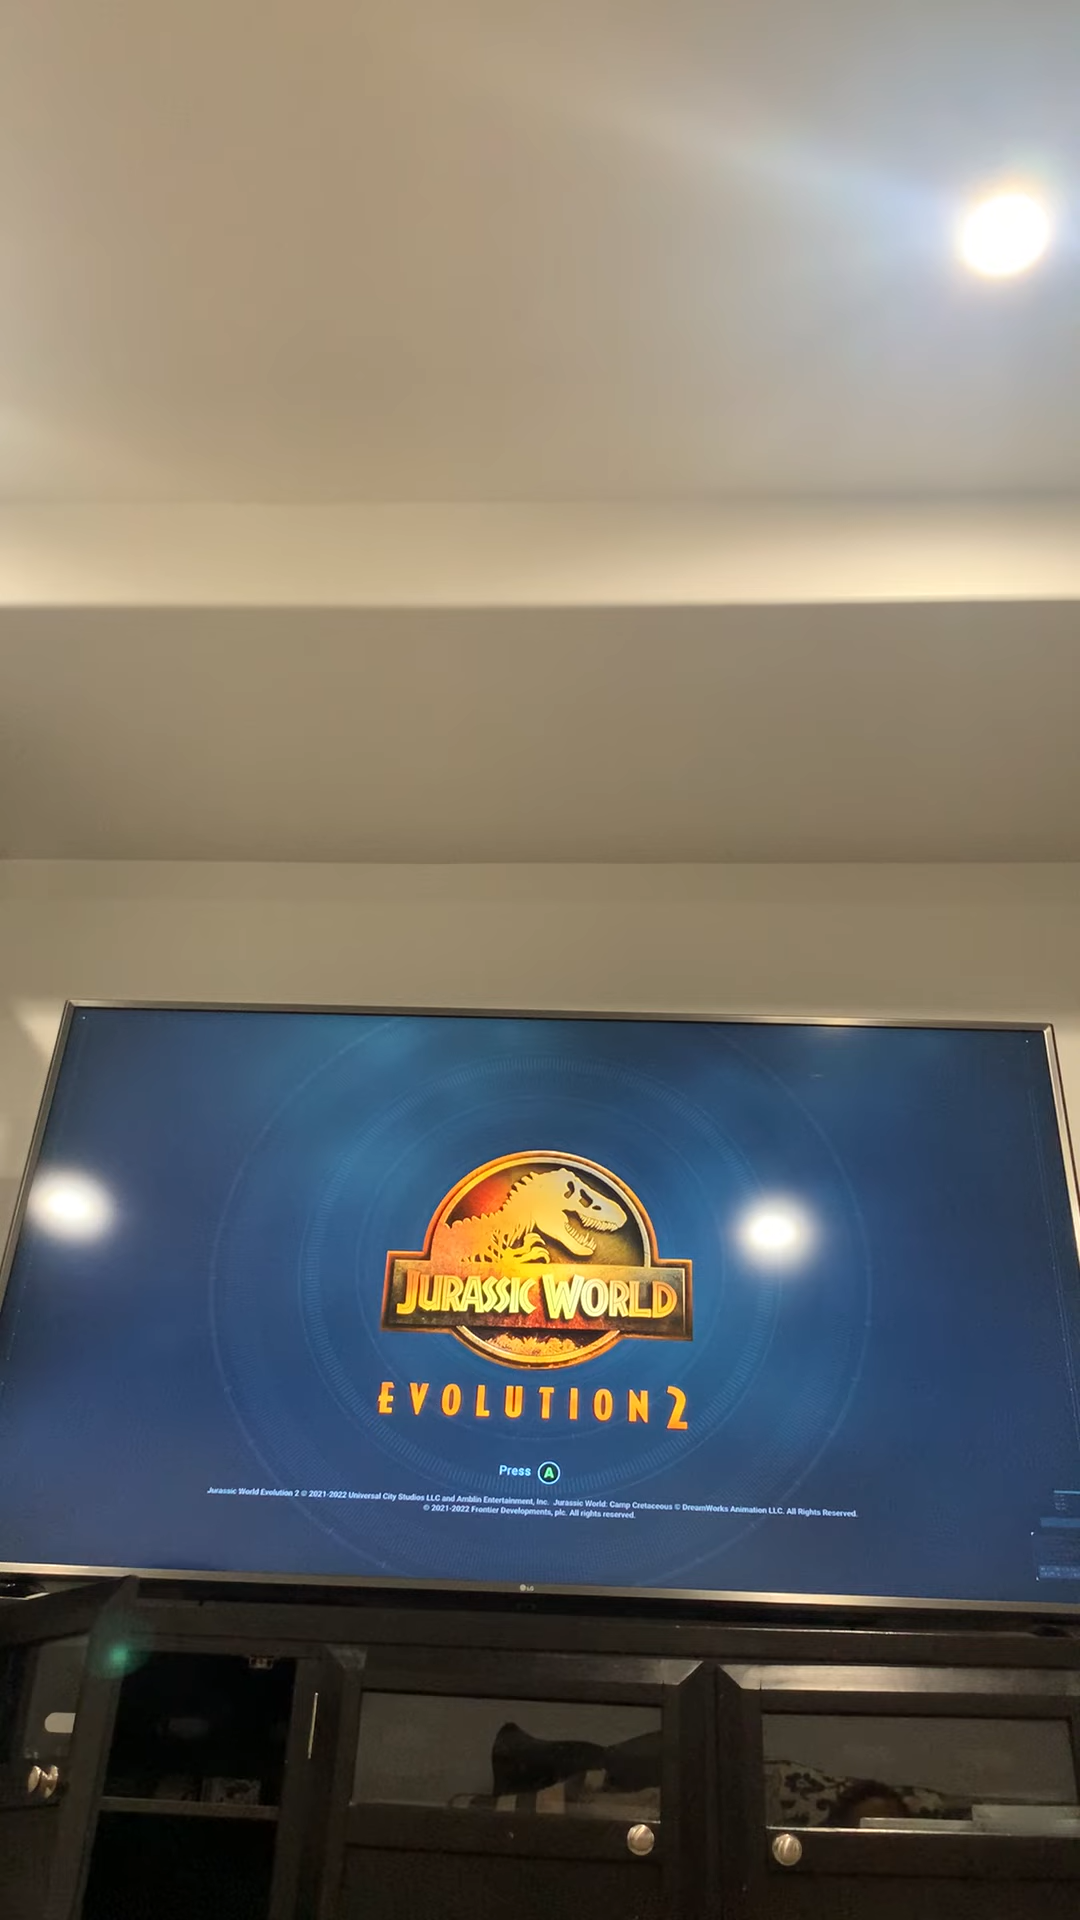 JURASSIC WORLD
EVOLUTION 2
Press A
Jurassic World Evolution 2 © 2021-2022 Universal City Studios LLC and Amblin Entertainment, Inc. Jurassic World: Camp Cretaceous © DreamWorks Animation LLC. All Rights Reserved.
© 2021-2022 Frontier Developments, plc. All rights reserved.
LG